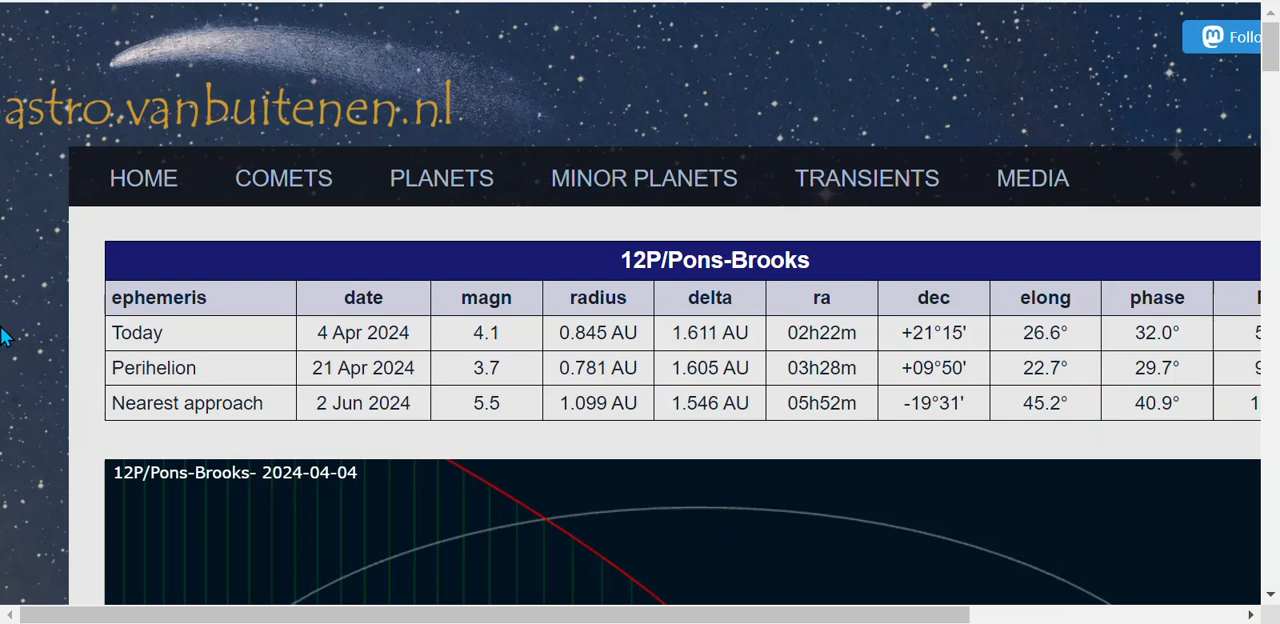 Follo
astro.vanbuitenen.nl
HOME COMETS PLANETS MINOR PLANETS TRANSIENTS MEDIA
12P/Pons-Brooks
ephemeris date magn radius delta ra dec elong phase
Today 4 Apr 2024 4.1 0.845 AU 1.611 AU 02h22m +21°15' 26.6° 32.0° 5
Perihelion 21 Apr 2024 3.7 0.781 AU 1.605 AU 03h28m +09°50' 22.7° 29.7° 9
Nearest approach 2 Jun 2024 5.5 1.099 AU 1.546 AU 05h52m -19°31' 45.2° 40.9° 1
12P/Pons-Brooks- 2024-04-04